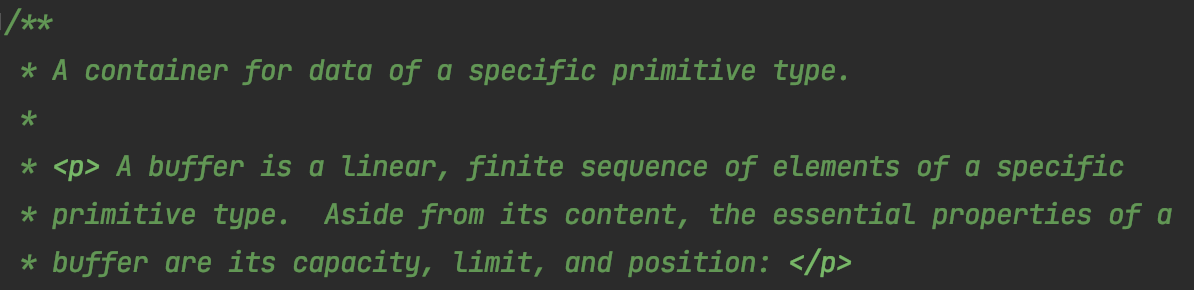 /**
* A container for data of a specific primitive type.
*
* <p> A buffer is a linear, finite sequence of elements of a specific
* primitive type.  Aside from its content, the essential properties of a
* buffer are its capacity, limit, and position: </p>